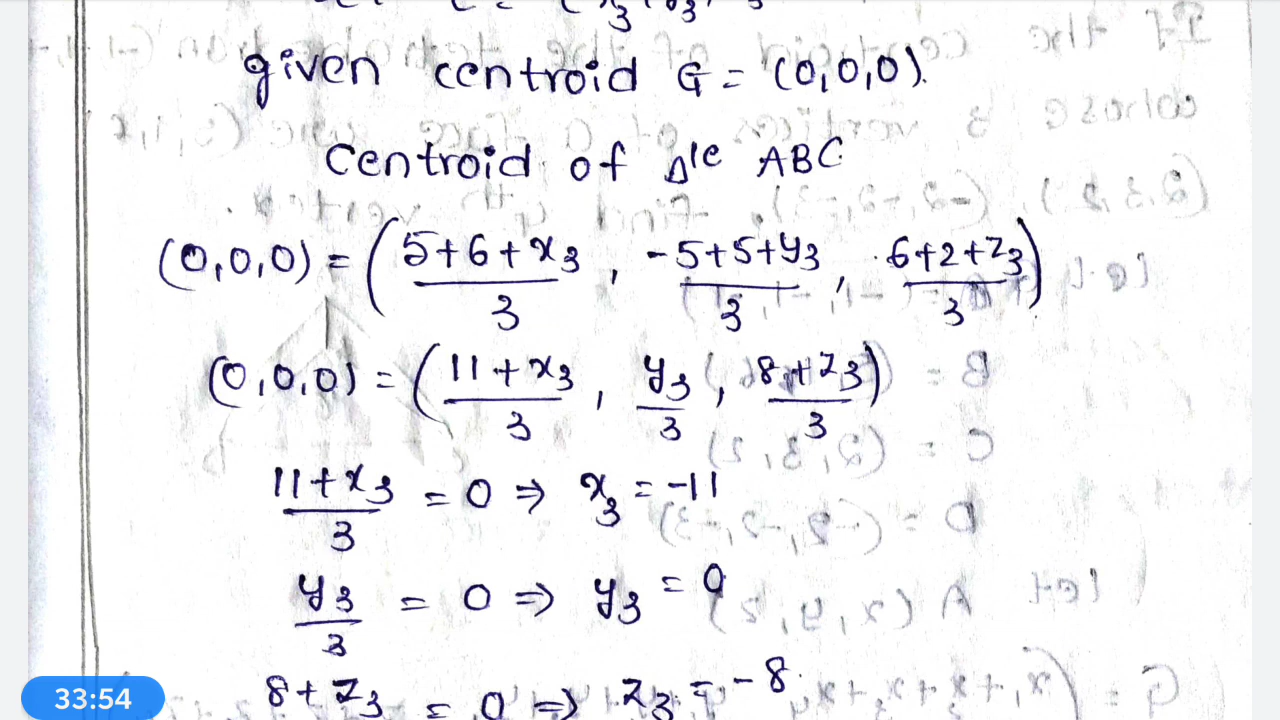 given centroid G = (0,0,0).
Centroid of Δle ABC
(0,0,0) = ( 5+6+x₃ / 3 , -5+5+y₃ / 3 , 6+2+z₃ / 3 )
(0,0,0) = ( 11+x₃ / 3 , y₃ / 3 , 8+z₃ / 3 )
11+x₃ / 3 = 0 ⇒ x₃ = -11
y₃ / 3 = 0 ⇒ y₃ = 0
8+z₃ = 0 ⇒ z₃ = -8
33:54